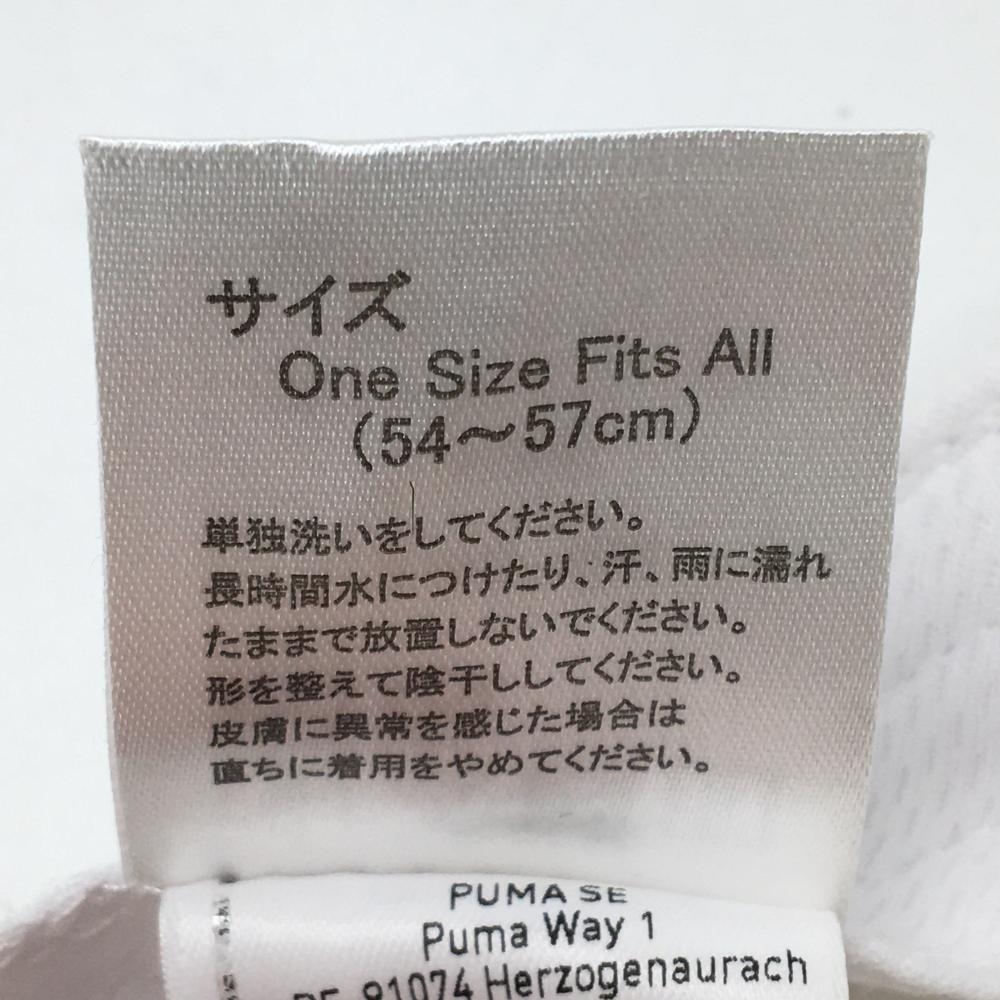 サイズ
One Size Fits All
(54〜57cm)
単独洗いをしてください。
長時間水につけたり、汗、雨に濡れ
たままで放置しないでください。
形を整えて陰干ししてください。
皮膚に異常を感じた場合は
直ちに着用をやめてください。
PUMA SE
Puma Way 1
DE, 91074 Herzogenaurach